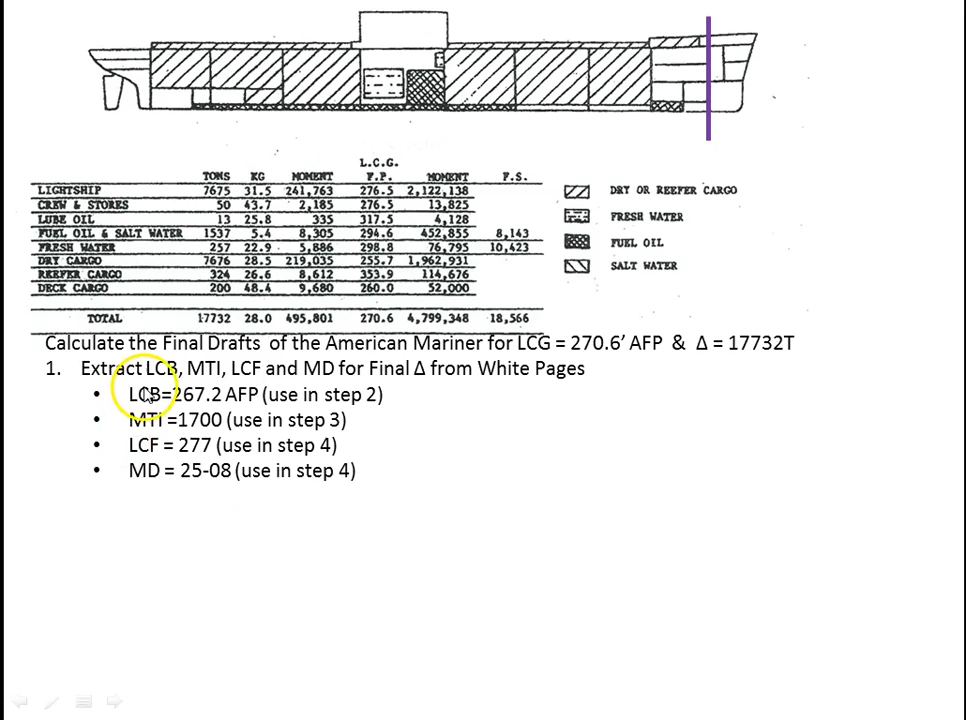 L.C.G.
TONS KG MOMENT F.P. MOMENT F.S.
LIGHTSHIP 7675 31.5 241,763 276.5 2,122,138
CREW & STORES 50 43.7 2,185 276.5 13,825
LUBE OIL 13 25.8 335 317.5 4,128
FUEL OIL & SALT WATER 1537 5.4 8,305 294.6 452,855 8,143
FRESH WATER 257 22.9 5,886 298.8 76,795 10,423
DRY CARGO 7676 28.5 219,035 255.7 1,962,931
REEFER CARGO 324 26.6 8,612 353.9 114,676
DECK CARGO 200 48.4 9,680 260.0 52,000
TOTAL 17732 28.0 495,801 270.6 4,799,348 18,566
DRY OR REEFER CARGO
FRESH WATER
FUEL OIL
SALT WATER
Calculate the Final Drafts of the American Mariner for LCG = 270.6’ AFP & Δ = 17732T
1. Extract LCB, MTI, LCF and MD for Final Δ from White Pages
• LCB=267.2 AFP (use in step 2)
• MTI =1700 (use in step 3)
• LCF = 277 (use in step 4)
• MD = 25-08 (use in step 4)